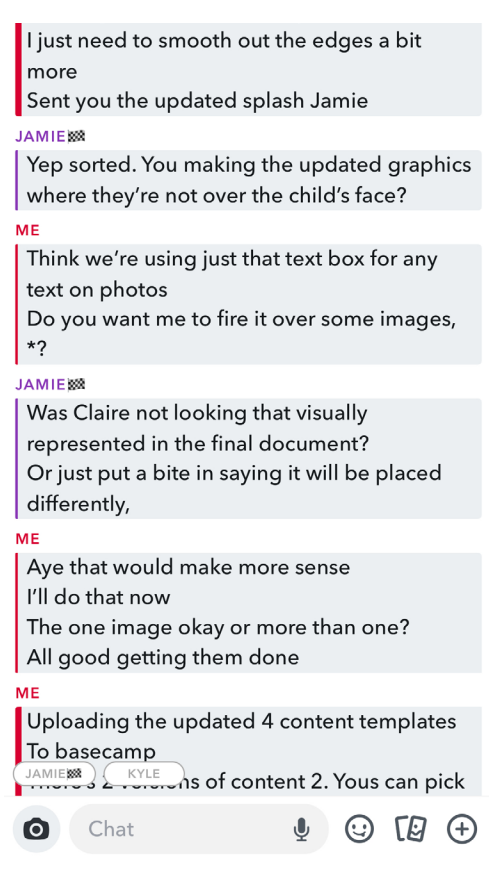 I just need to smooth out the edges a bit
more
Sent you the updated splash Jamie
JAMIE🏁
Yep sorted. You making the updated graphics
where they’re not over the child’s face?
ME
Think we’re using just that text box for any
text on photos
Do you want me to fire it over some images,
*?
JAMIE🏁
Was Claire not looking that visually
represented in the final document?
Or just put a bite in saying it will be placed
differently,
ME
Aye that would make more sense
I’ll do that now
The one image okay or more than one?
All good getting them done
ME
Uploading the updated 4 content templates
To basecamp
There’s 2 versions of content 2. Yous can pick
JAMIE🏁 KYLE
Chat